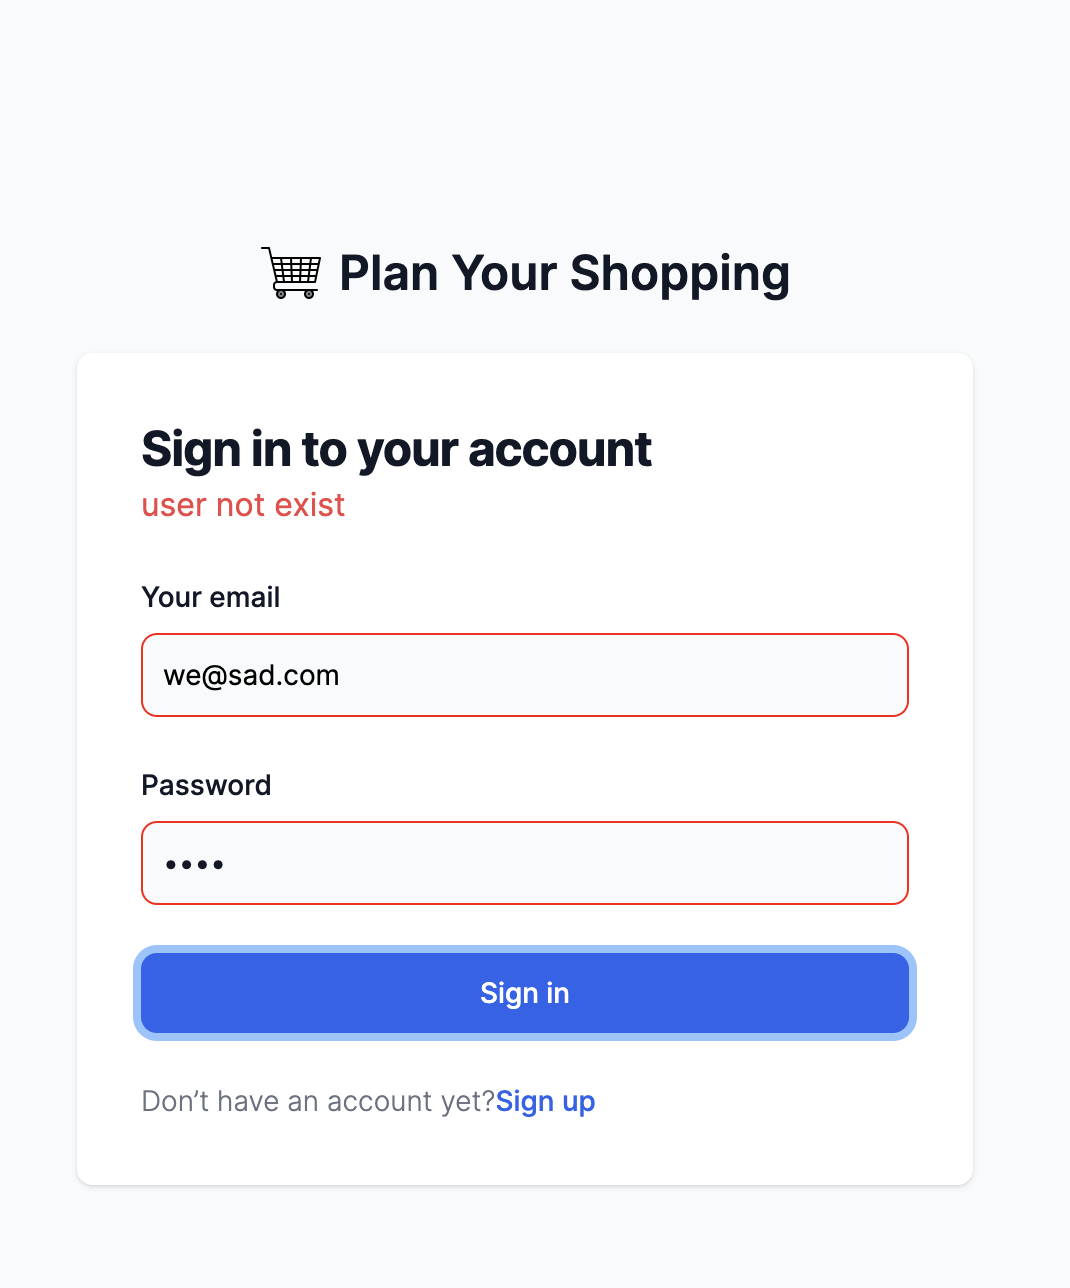 Plan Your Shopping
Sign in to your account
user not exist
Your email
we@sad.com
Password
••••
Sign in
Don’t have an account yet?Sign up